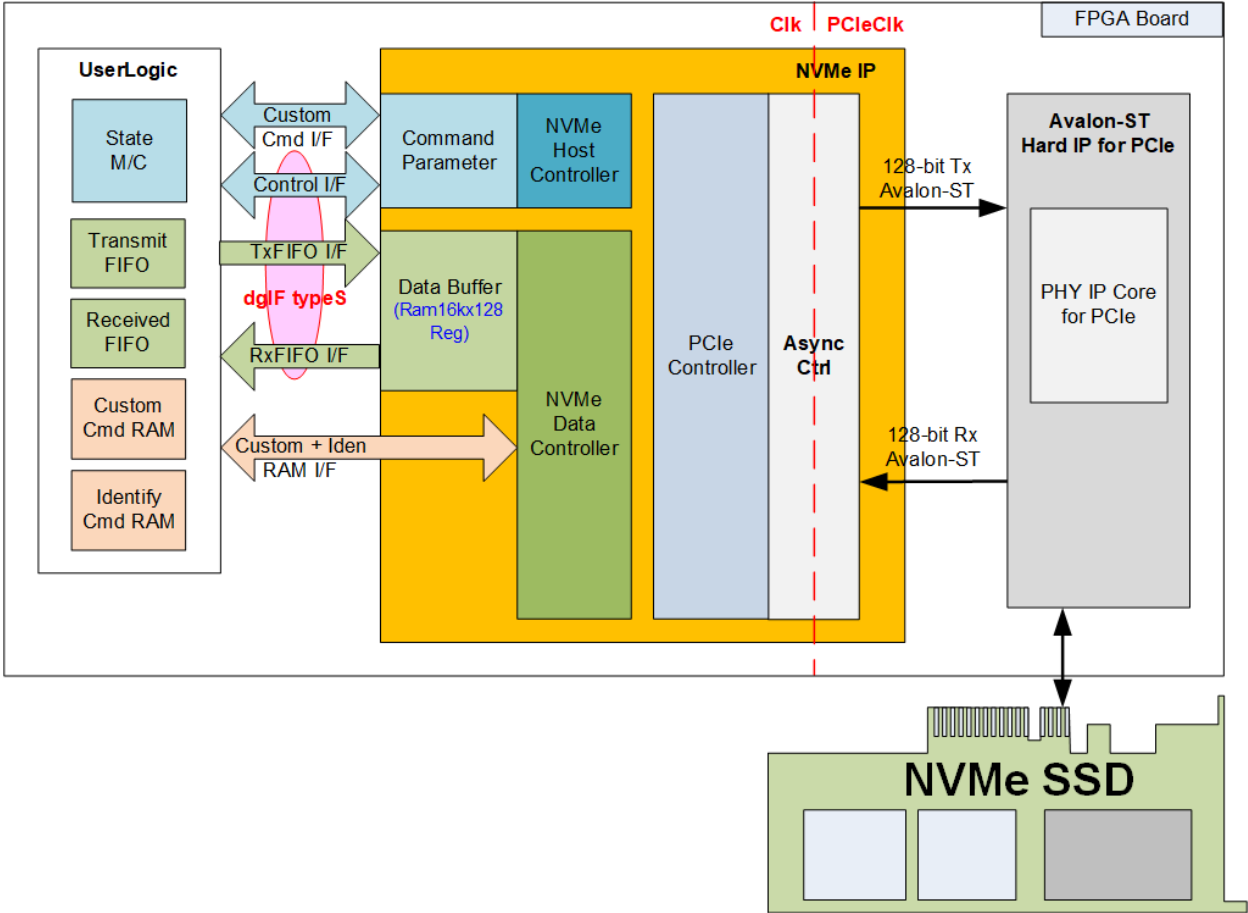 FPGA Board
Clk
PCIeClk
UserLogic
NVMe IP
State
M/C
Transmit
FIFO
Received
FIFO
Custom
Cmd RAM
Identify
Cmd RAM
Custom
Cmd I/F
Control I/F
TxFIFO I/F
dgIF typeS
RxFIFO I/F
Custom + Iden
RAM I/F
Command
Parameter
NVMe
Host
Controller
Data Buffer
(Ram16kx128
Reg)
NVMe
Data
Controller
PCIe
Controller
Async
Ctrl
128-bit Tx
Avalon-ST
128-bit Rx
Avalon-ST
Avalon-ST
Hard IP for PCIe
PHY IP Core
for PCIe
NVMe SSD